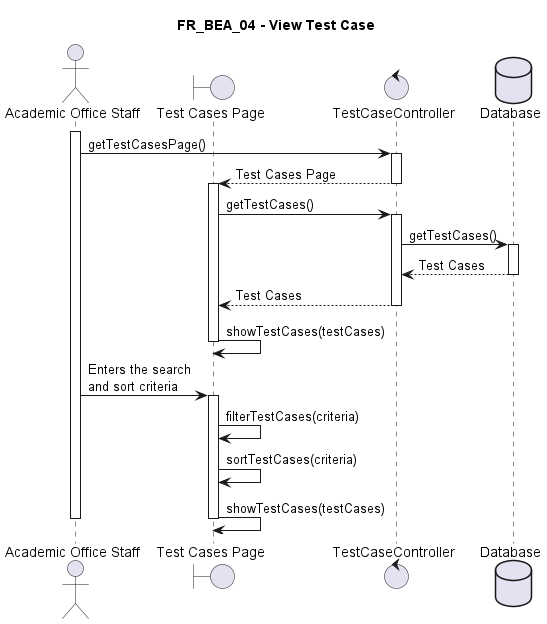 FR_BEA_04 - View Test Case
Academic Office Staff
Test Cases Page
TestCaseController
Database
getTestCasesPage()
Test Cases Page
getTestCases()
getTestCases()
Test Cases
Test Cases
showTestCases(testCases)
Enters the search
and sort criteria
filterTestCases(criteria)
sortTestCases(criteria)
showTestCases(testCases)
Academic Office Staff
Test Cases Page
TestCaseController
Database